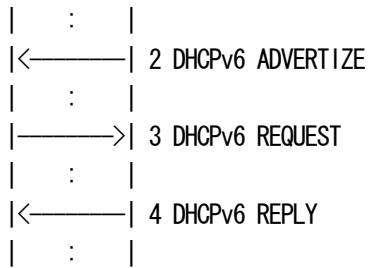 |    :    |
|<--------| 2 DHCPv6 ADVERTIZE
|    :    |
|-------->| 3 DHCPv6 REQUEST
|    :    |
|<--------| 4 DHCPv6 REPLY
|    :    |